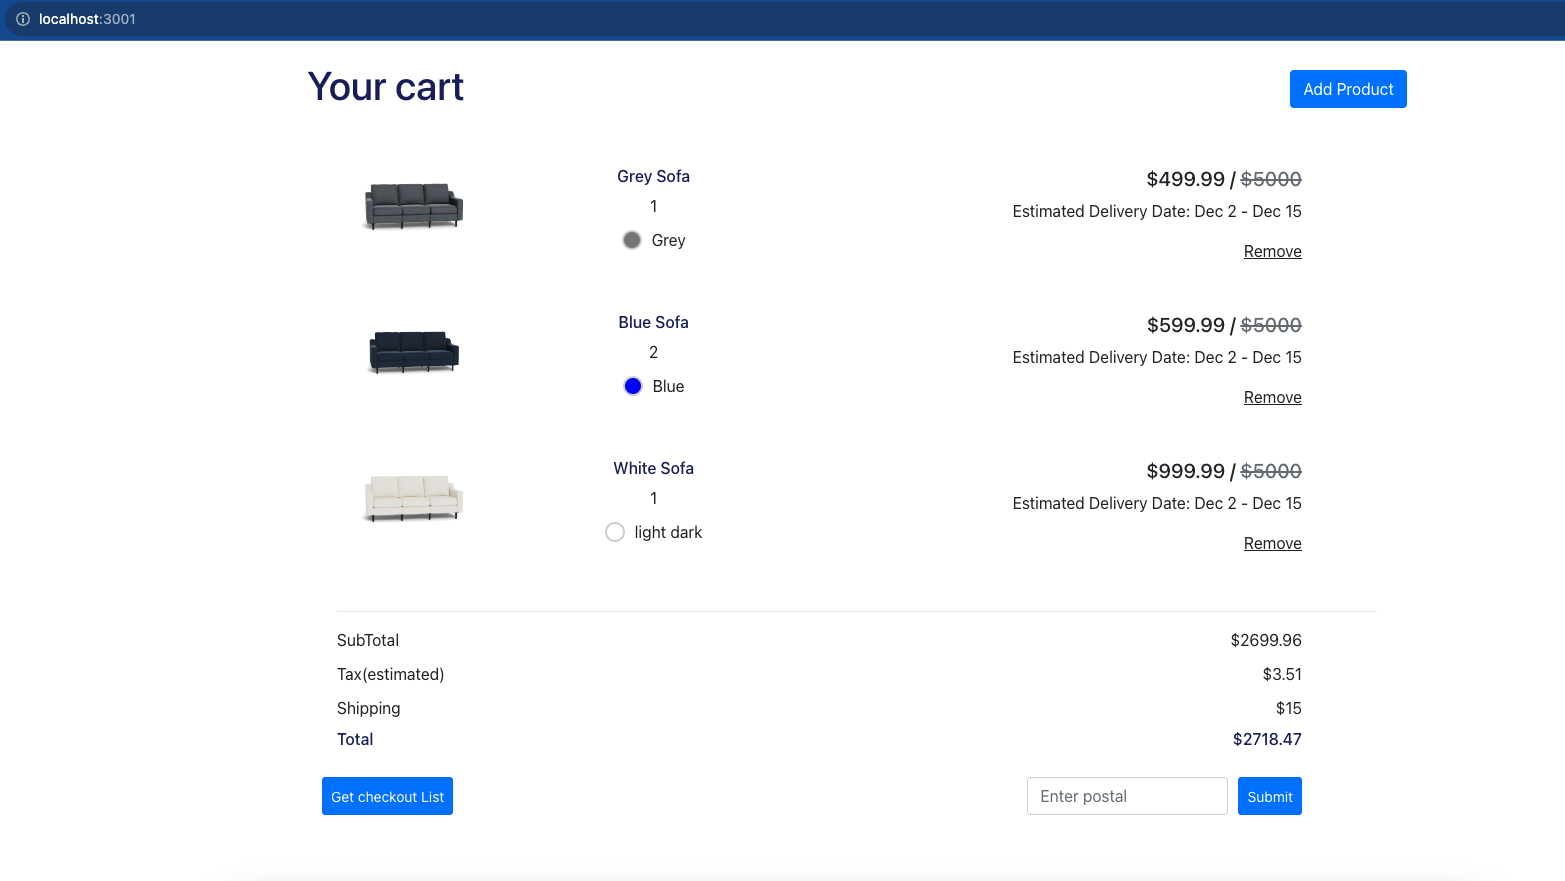 localhost:3001
Your cart
Add Product
Grey Sofa
1
Grey
$499.99 / $5000
Estimated Delivery Date: Dec 2 - Dec 15
Remove
Blue Sofa
2
Blue
$599.99 / $5000
Estimated Delivery Date: Dec 2 - Dec 15
Remove
White Sofa
1
light dark
$999.99 / $5000
Estimated Delivery Date: Dec 2 - Dec 15
Remove
SubTotal $2699.96
Tax(estimated) $3.51
Shipping $15
Total $2718.47
Get checkout List
Enter postal
Submit